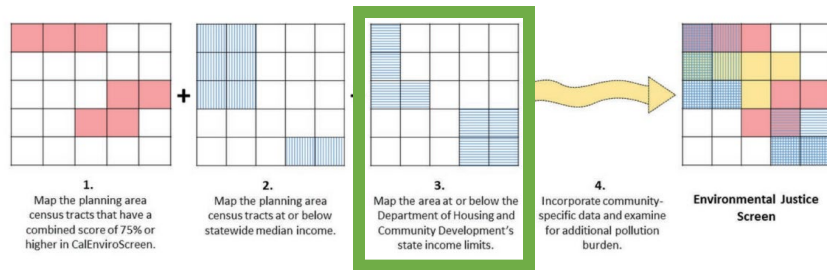 1.
Map the planning area
census tracts that have a
combined score of 75% or
higher in CalEnviroScreen.
2.
Map the planning area
census tracts at or below
statewide median income.
3.
Map the area at or below the
Department of Housing and
Community Development's
state income limits.
4.
Incorporate community-
specific data and examine
for additional pollution
burden.
Environmental Justice
Screen